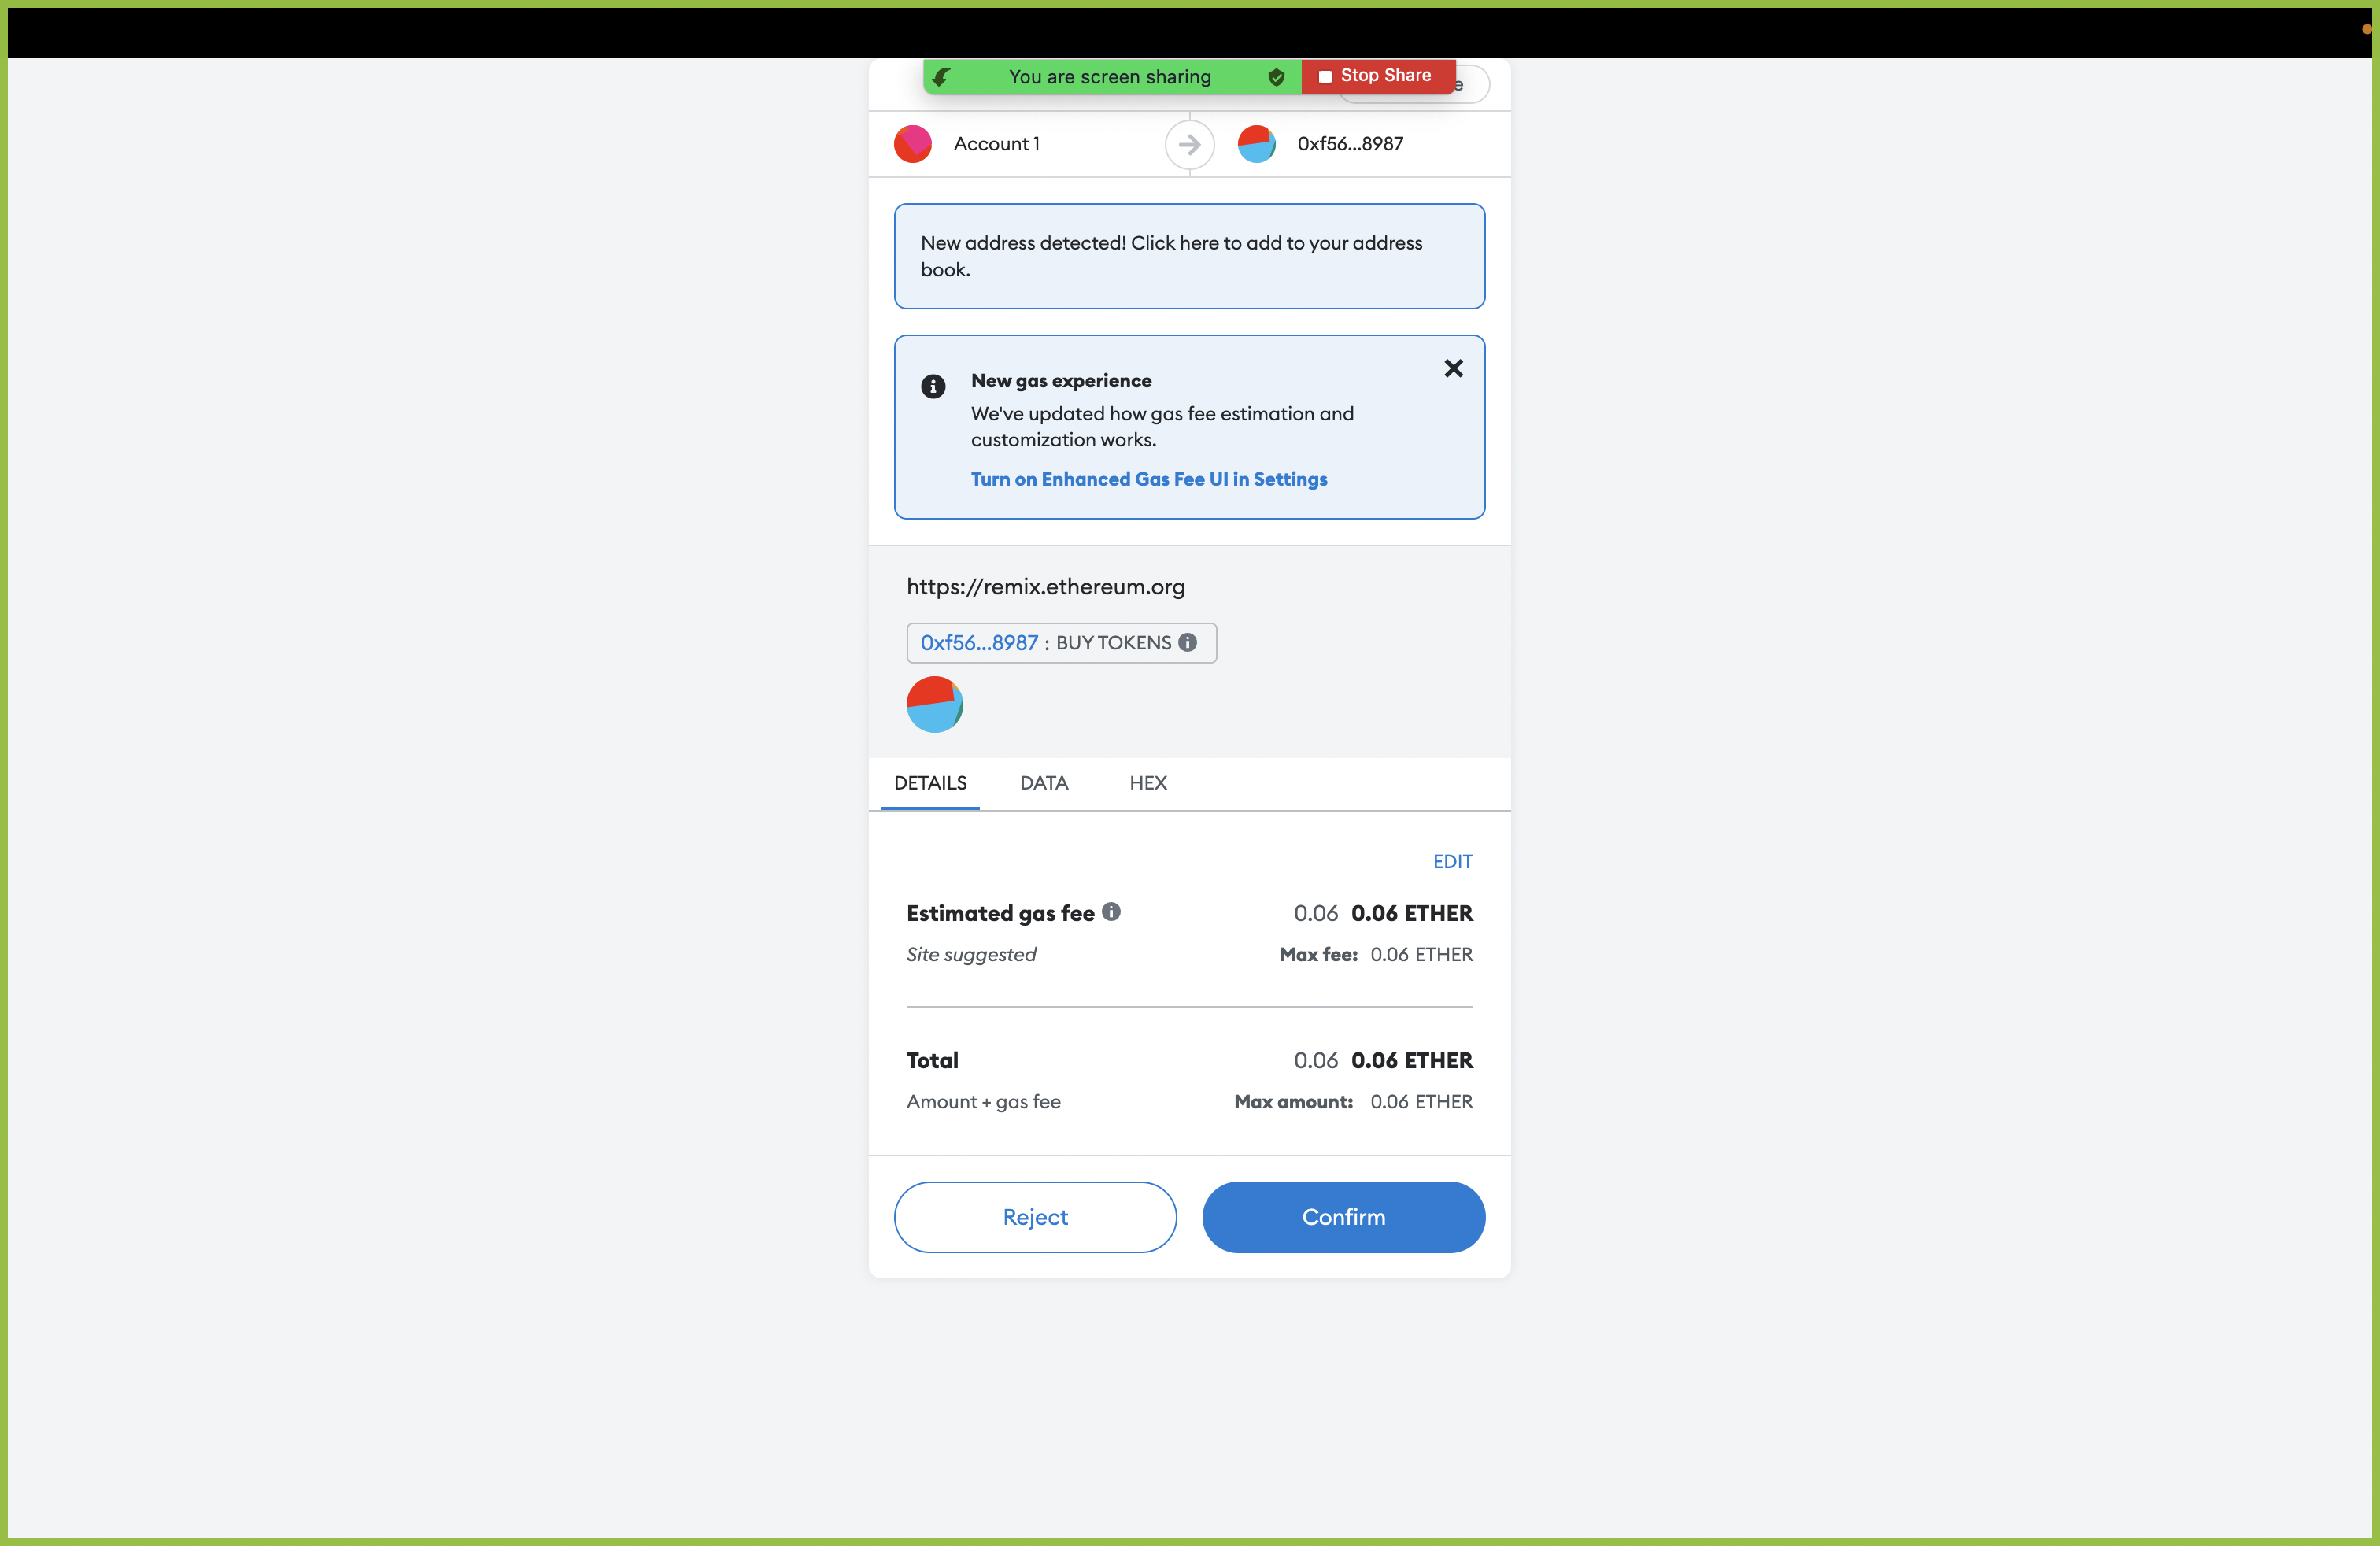 You are screen sharing
Stop Share
Account 1
0xf56...8987
New address detected! Click here to add to your address
book.
New gas experience
We've updated how gas fee estimation and
customization works.
Turn on Enhanced Gas Fee UI in Settings
https://remix.ethereum.org
0xf56...8987 : BUY TOKENS
DETAILS DATA HEX
EDIT
Estimated gas fee 0.06 0.06 ETHER
Site suggested Max fee: 0.06 ETHER
Total 0.06 0.06 ETHER
Amount + gas fee Max amount: 0.06 ETHER
Reject Confirm